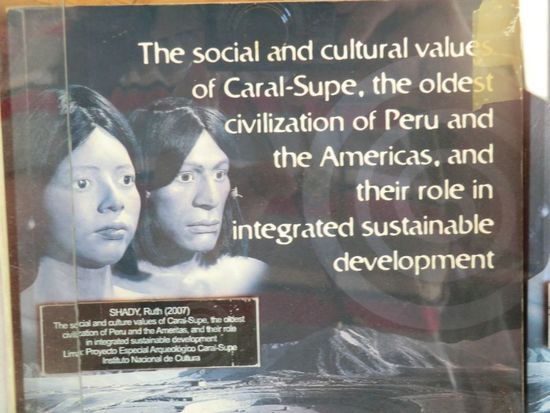 The social and cultural values
of Caral-Supe, the oldest
civilization of Peru and
the Americas, and
their role in
integrated sustainable
development
SHADY, Ruth (2007)
The social and culture values of Caral-Supe, the oldest
civilization of Peru and the Americas, and their role
in integrated sustainable development
Lima: Proyecto Especial Arqueológico Caral-Supe
Instituto Nacional de Cultura